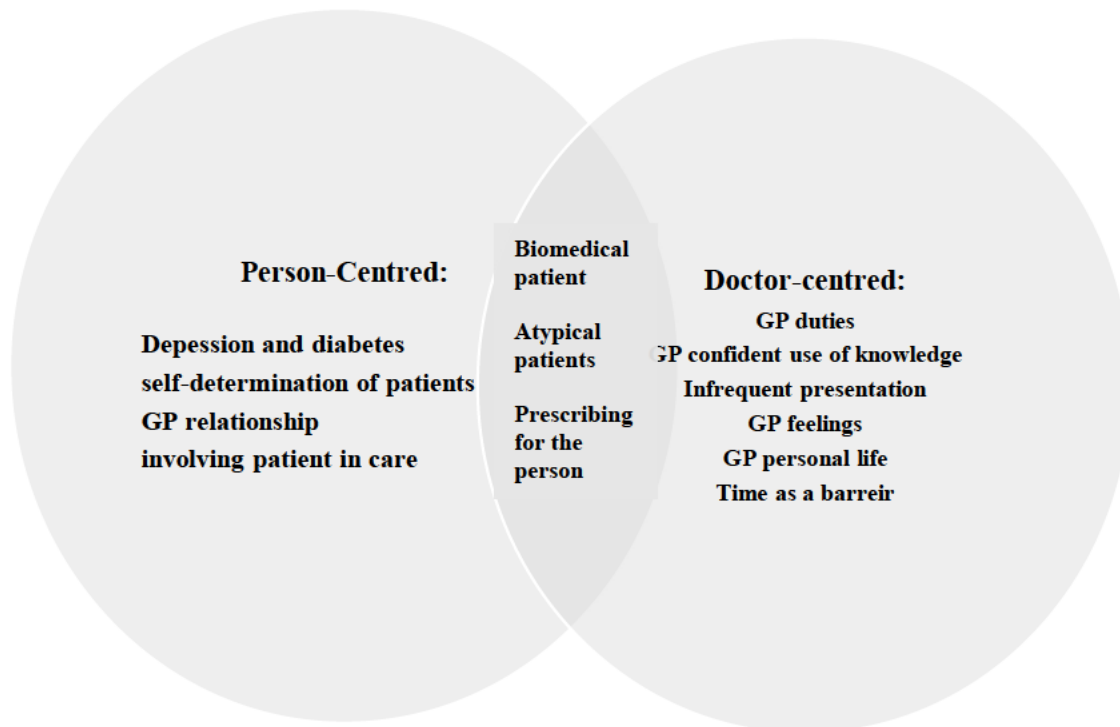 Person-Centred:
Depession and diabetes
self-determination of patients
GP relationship
involving patient in care
Biomedical
patient
Atypical
patients
Prescribing
for the
person
Doctor-centred:
GP duties
GP confident use of knowledge
Infrequent presentation
GP feelings
GP personal life
Time as a barreir